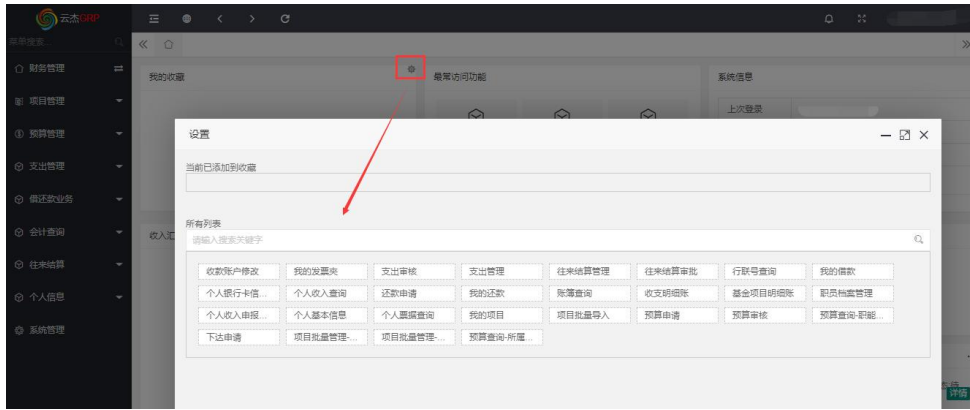 云杰GRP
菜单搜索
财务管理
项目管理
预算管理
支出管理
借还款业务
会计查询
往来结算
个人信息
系统管理
我的收藏
最常访问功能
系统信息
上次登录
收入汇
设置
当前已添加到收藏
所有列表
请输入搜索关键字
收款账户修改 我的发票夹 支出审核 支出管理 往来结算管理 往来结算审批 行联号查询 我的借款
个人银行卡信... 个人收入查询 还款申请 我的还款 账簿查询 收支明细账 基金项目明细账 职员档案管理
个人收入申报... 个人基本信息 个人票据查询 我的项目 项目批量导入 预算申请 预算审核 预算查询-职能...
下达申请 项目批量管理-... 项目批量管理-... 预算查询-所属...
详情